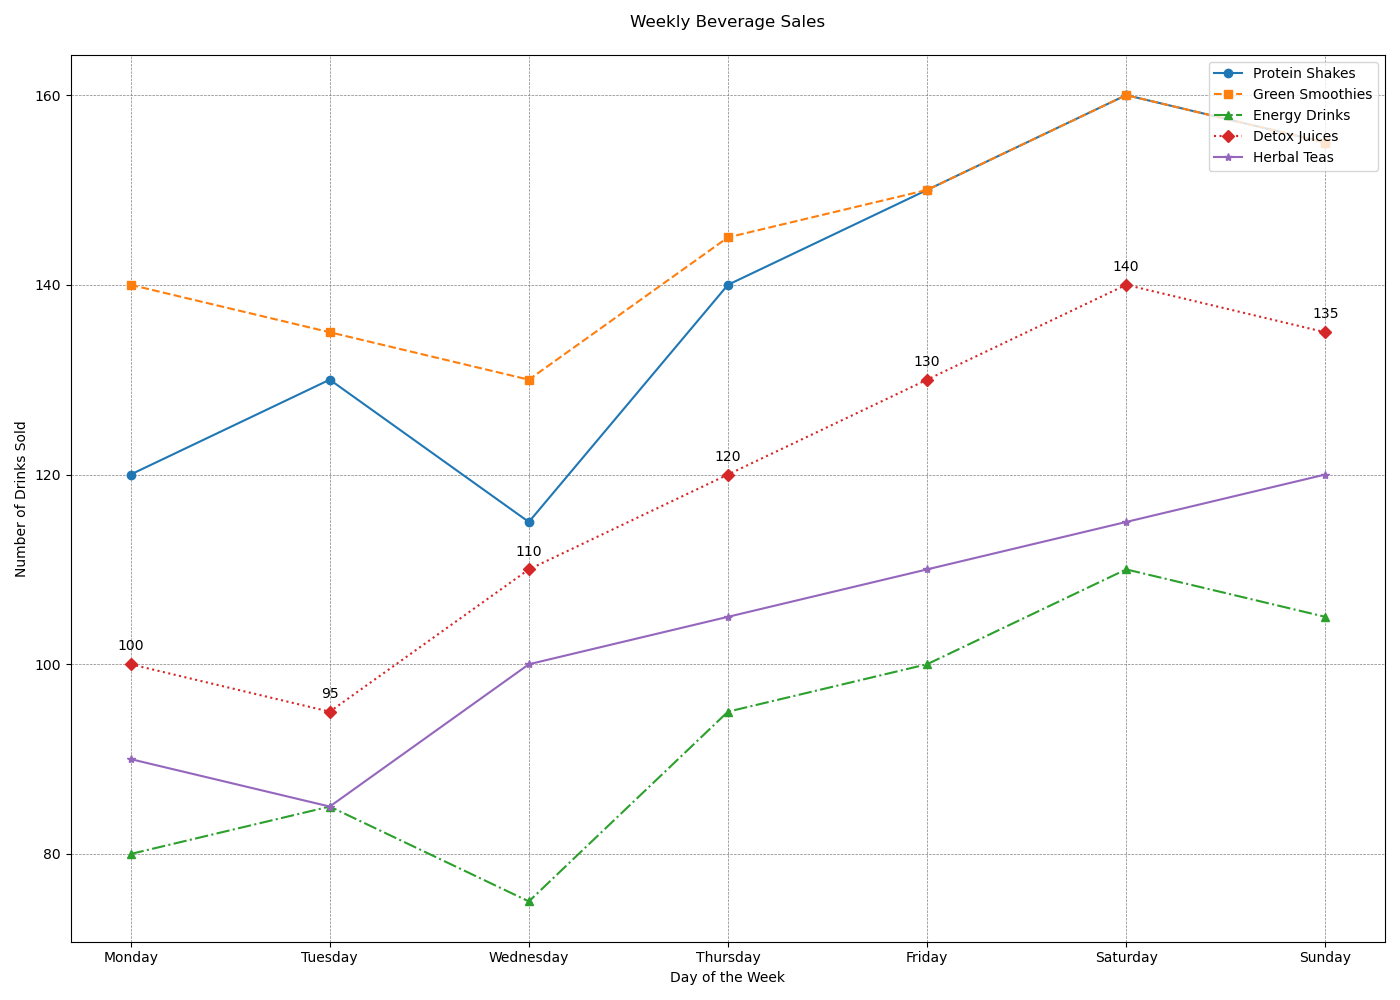 Weekly Beverage Sales
Protein Shakes
Green Smoothies
Energy Drinks
Detox Juices
Herbal Teas
160
140
120
100
80
Number of Drinks Sold
100
95
110
120
130
140
135
Monday
Tuesday
Wednesday
Thursday
Friday
Saturday
Sunday
Day of the Week